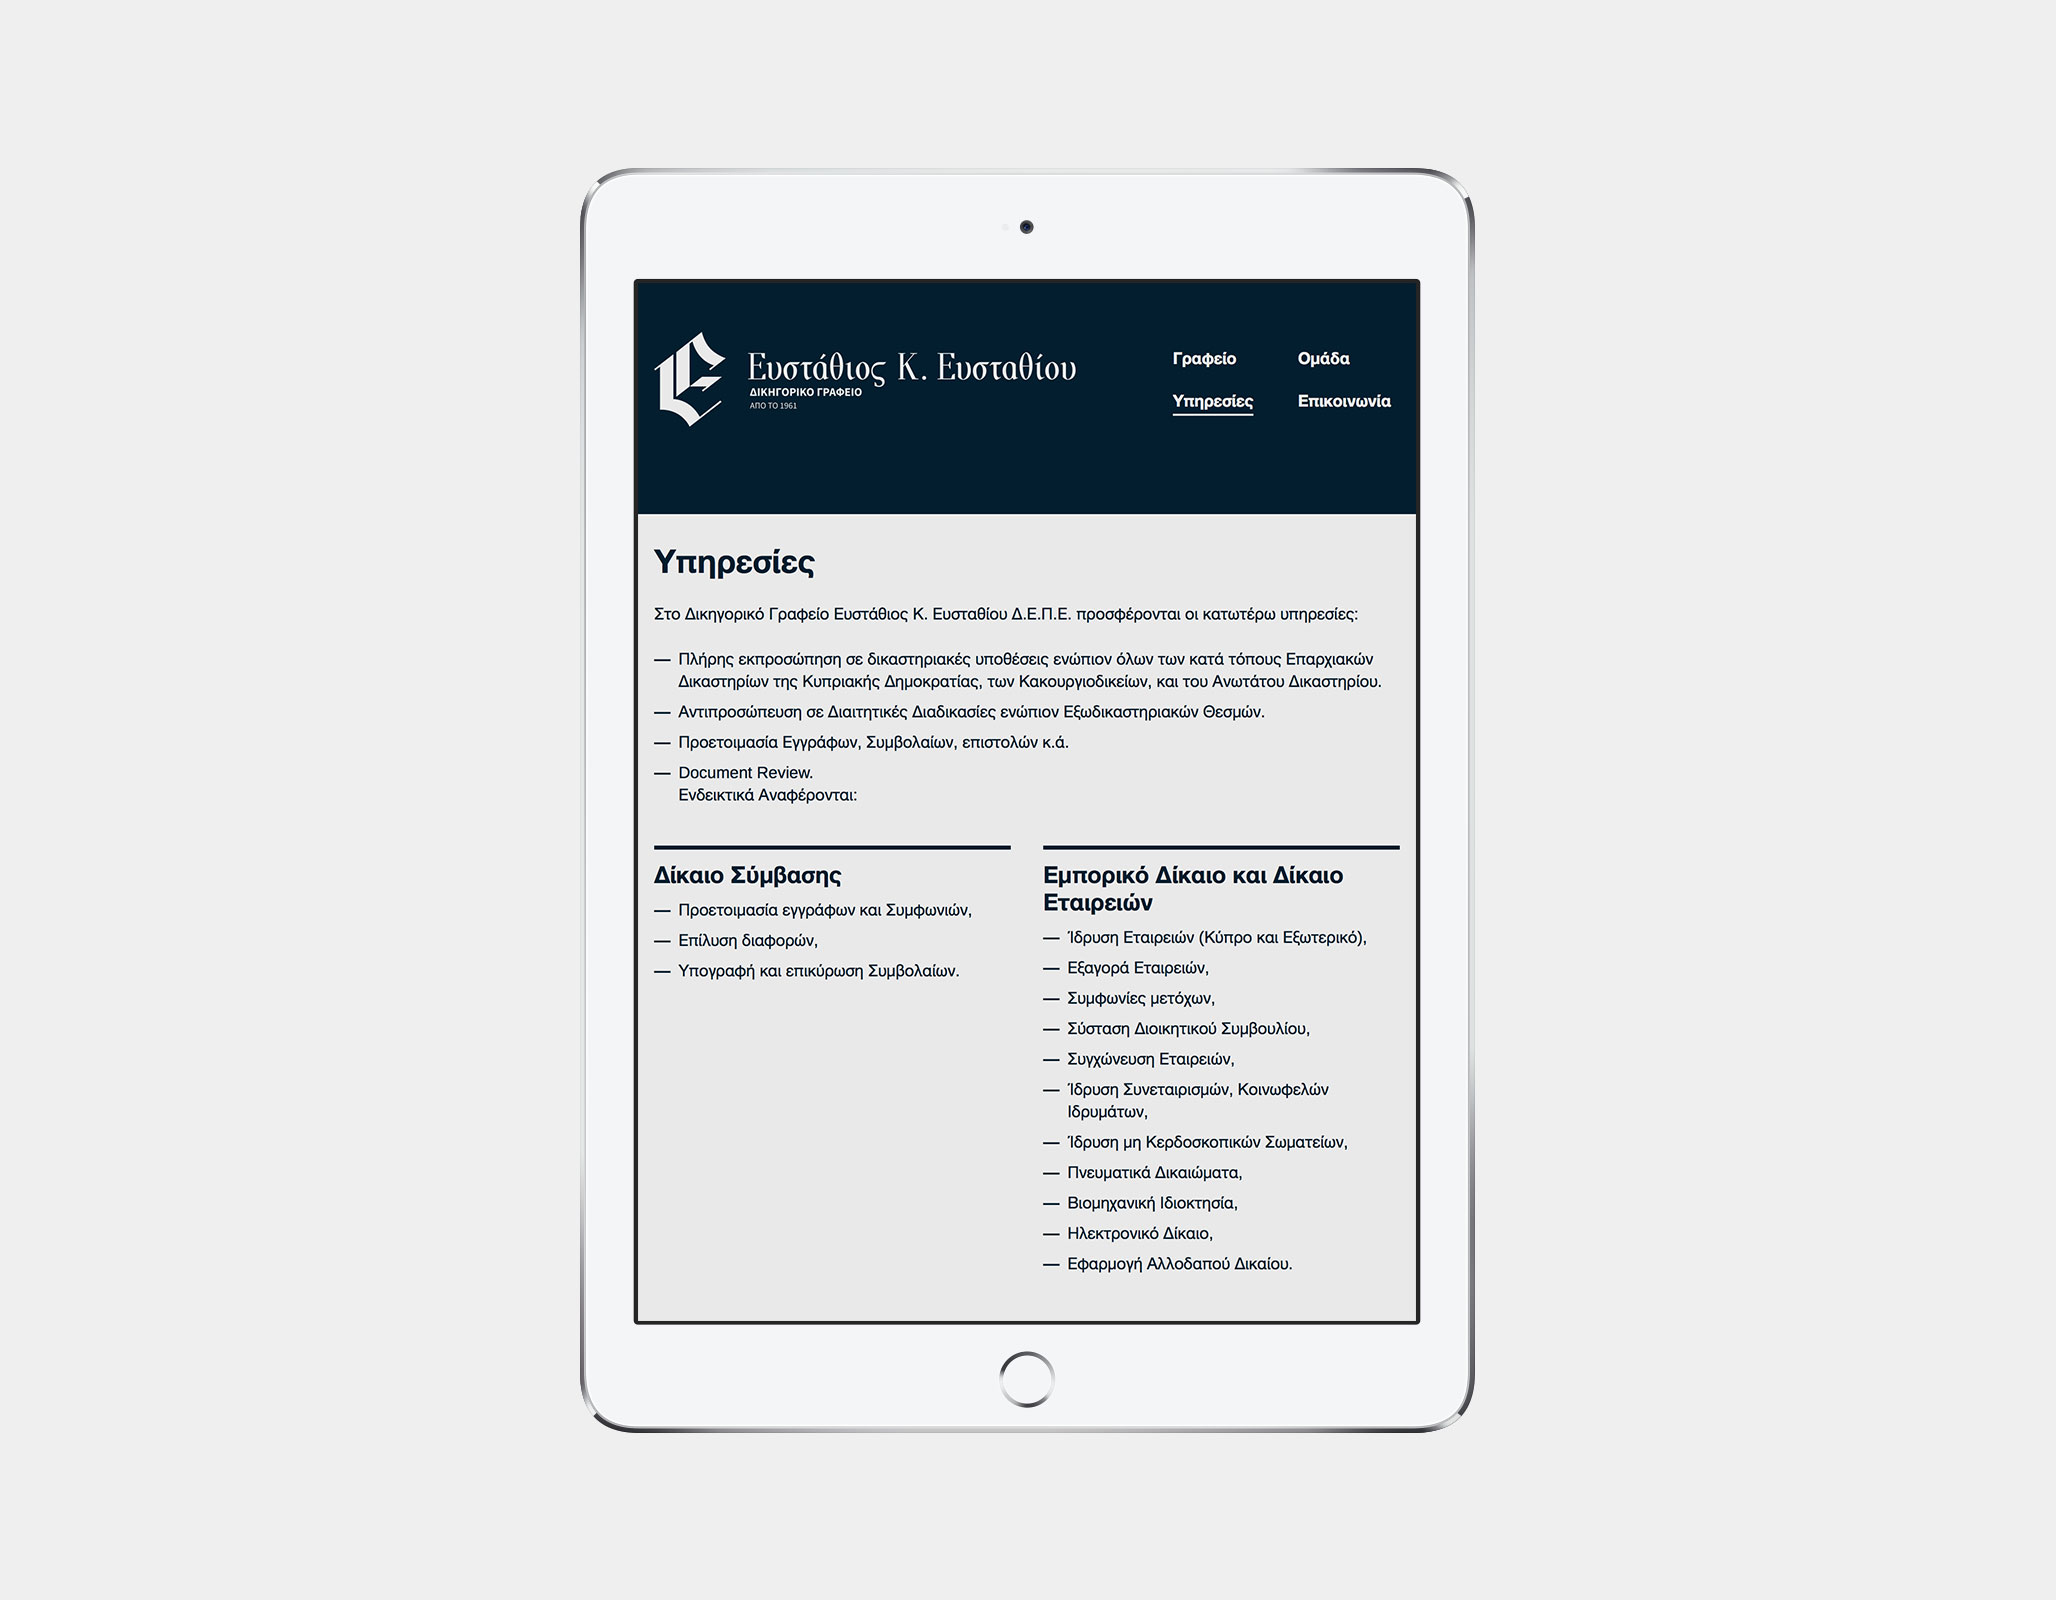 Ευστάθιος Κ. Ευσταθίου
ΔΙΚΗΓΟΡΙΚΟ ΓΡΑΦΕΙΟ
ΑΠΟ ΤΟ 1961
Γραφείο Ομάδα
Υπηρεσίες Επικοινωνία
Υπηρεσίες
Στο Δικηγορικό Γραφείο Ευστάθιος Κ. Ευσταθίου Δ.Ε.Π.Ε. προσφέρονται οι κατωτέρω υπηρεσίες:
— Πλήρης εκπροσώπηση σε δικαστηριακές υποθέσεις ενώπιον όλων των κατά τόπους Επαρχιακών
Δικαστηρίων της Κυπριακής Δημοκρατίας, των Κακουργιοδικείων, και του Ανωτάτου Δικαστηρίου.
— Αντιπροσώπευση σε Διαιτητικές Διαδικασίες ενώπιον Εξωδικαστηριακών Θεσμών.
— Προετοιμασία Εγγράφων, Συμβολαίων, επιστολών κ.ά.
— Document Review.
Ενδεικτικά Αναφέρονται:
Δίκαιο Σύμβασης
— Προετοιμασία εγγράφων και Συμφωνιών,
— Επίλυση διαφορών,
— Υπογραφή και επικύρωση Συμβολαίων.
Εμπορικό Δίκαιο και Δίκαιο
Εταιρειών
— Ίδρυση Εταιρειών (Κύπρο και Εξωτερικό),
— Εξαγορά Εταιρειών,
— Συμφωνίες μετόχων,
— Σύσταση Διοικητικού Συμβουλίου,
— Συγχώνευση Εταιρειών,
— Ίδρυση Συνεταιρισμών, Κοινωφελών
Ιδρυμάτων,
— Ίδρυση μη Κερδοσκοπικών Σωματείων,
— Πνευματικά Δικαιώματα,
— Βιομηχανική Ιδιοκτησία,
— Ηλεκτρονικό Δίκαιο,
— Εφαρμογή Αλλοδαπού Δικαίου.